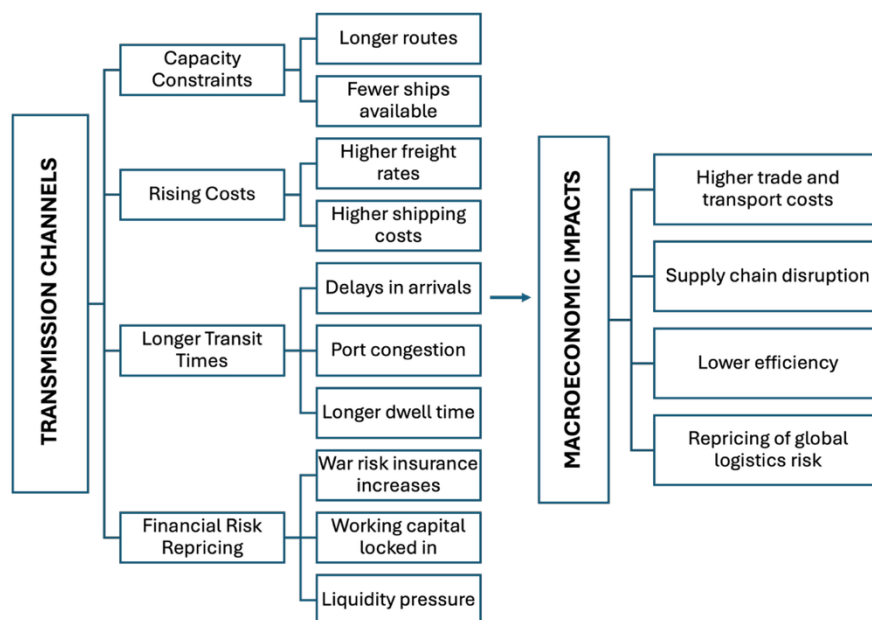 TRANSMISSION CHANNELS
Capacity
Constraints
Longer routes
Fewer ships
available
Rising Costs
Higher freight
rates
Higher shipping
costs
Longer Transit
Times
Delays in arrivals
Port congestion
Longer dwell time
Financial Risk
Repricing
War risk insurance
increases
Working capital
locked in
Liquidity pressure
MACROECONOMIC IMPACTS
Higher trade and
transport costs
Supply chain disruption
Lower efficiency
Repricing of global
logistics risk